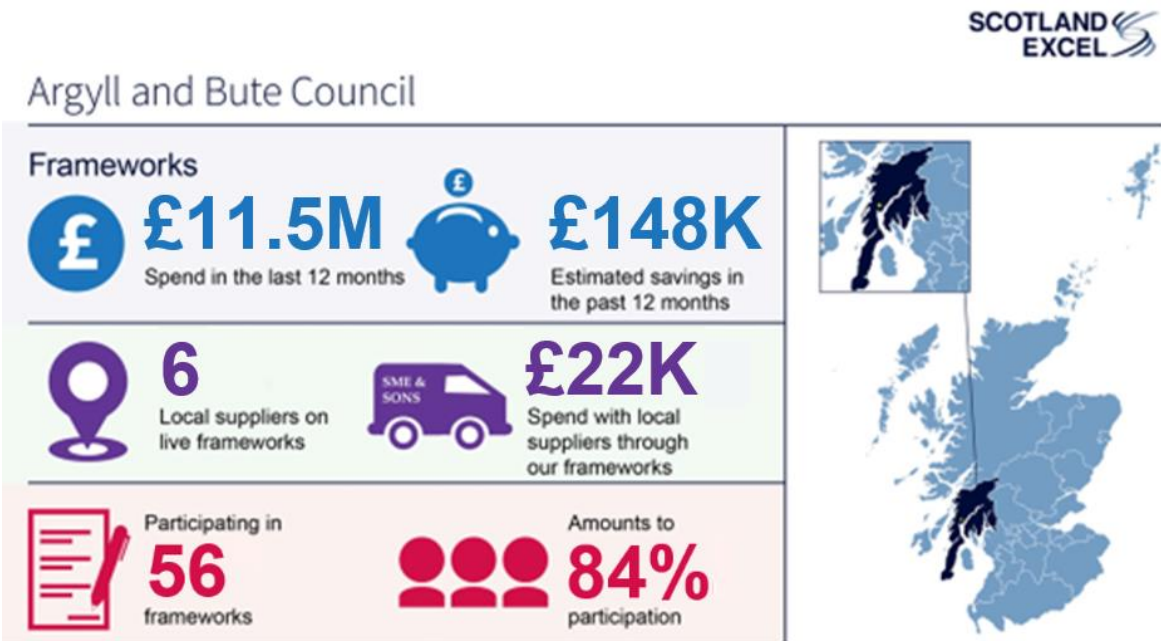 SCOTLAND
EXCEL
Argyll and Bute Council
Frameworks
£
£11.5M
Spend in the last 12 months
£
£148K
Estimated savings in
the past 12 months
6
Local suppliers on
live frameworks
SME &
SONS
£22K
Spend with local
suppliers through
our frameworks
Participating in
56
frameworks
Amounts to
84%
participation